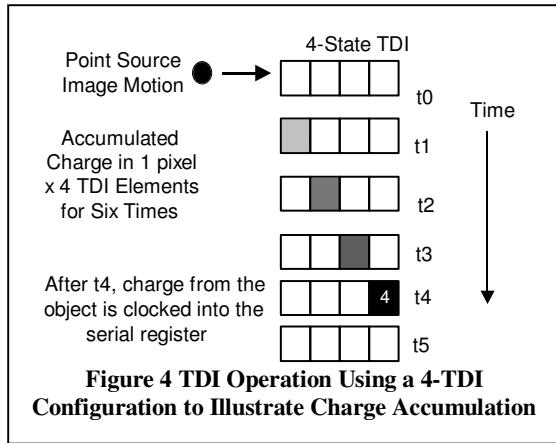 4-State TDI
Point Source
Image Motion
t0
Time
Accumulated
Charge in 1 pixel
x 4 TDI Elements
for Six Times
t1
t2
t3
After t4, charge from the
object is clocked into the
serial register
4
t4
t5
Figure 4 TDI Operation Using a 4-TDI
Configuration to Illustrate Charge Accumulation